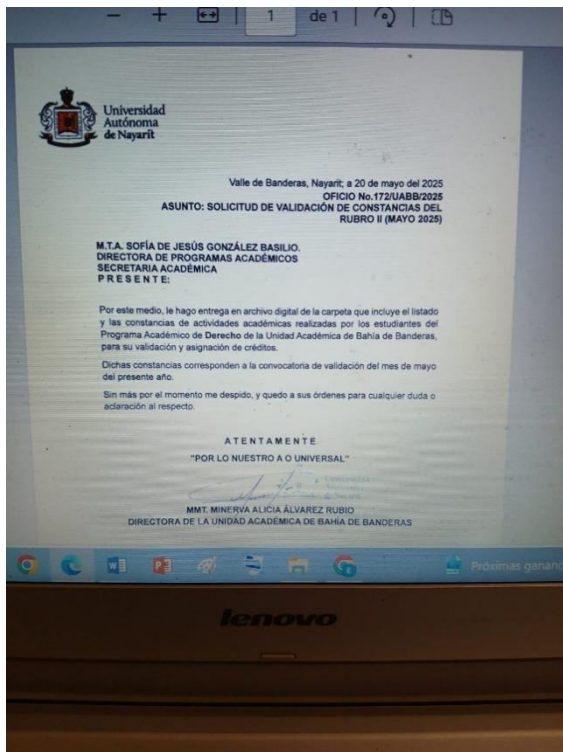 1 de 1
Universidad
Autónoma
de Nayarit
Valle de Banderas, Nayarit; a 20 de mayo del 2025
OFICIO No.172/UABB/2025
ASUNTO: SOLICITUD DE VALIDACIÓN DE CONSTANCIAS DEL
RUBRO II (MAYO 2025)
M.T.A. SOFÍA DE JESÚS GONZÁLEZ BASILIO.
DIRECTORA DE PROGRAMAS ACADÉMICOS
SECRETARIA ACADÉMICA
P R E S E N T E:
Por este medio, le hago entrega en archivo digital de la carpeta que incluye el listado
y las constancias de actividades académicas realizadas por los estudiantes del
Programa Académico de Derecho de la Unidad Académica de Bahía de Banderas,
para su validación y asignación de créditos.
Dichas constancias corresponden a la convocatoria de validación del mes de mayo
del presente año.
Sin más por el momento me despido, y quedo a sus órdenes para cualquier duda o
aclaración al respecto.
A T E N T A M E N T E
"POR LO NUESTRO A O UNIVERSAL"
MMT. MINERVA ALICIA ÁLVAREZ RUBIO
DIRECTORA DE LA UNIDAD ACADÉMICA DE BAHÍA DE BANDERAS
Próximas gananc
lenovo